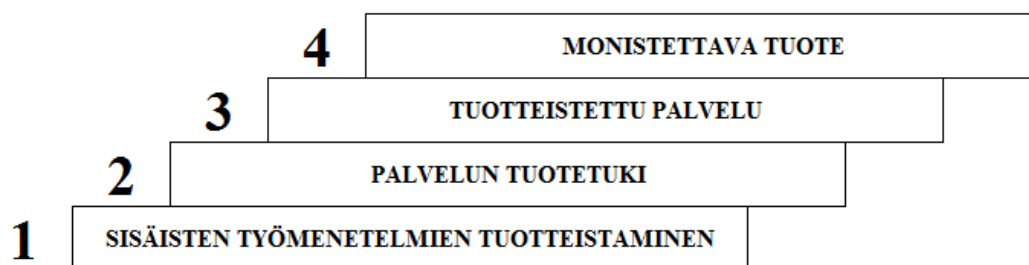 4 MONISTETTAVA TUOTE
3 TUOTTEISTETTU PALVELU
2 PALVELUN TUOTETUKI
1 SISÄISTEN TYÖMENETELMIEN TUOTTEISTAMINEN